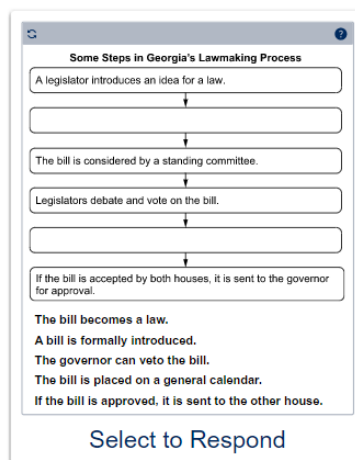 ?
Some Steps in Georgia's Lawmaking Process
A legislator introduces an idea for a law.
The bill is considered by a standing committee.
Legislators debate and vote on the bill.
If the bill is accepted by both houses, it is sent to the governor
for approval.
The bill becomes a law.
A bill is formally introduced.
The governor can veto the bill.
The bill is placed on a general calendar.
If the bill is approved, it is sent to the other house.
Select to Respond